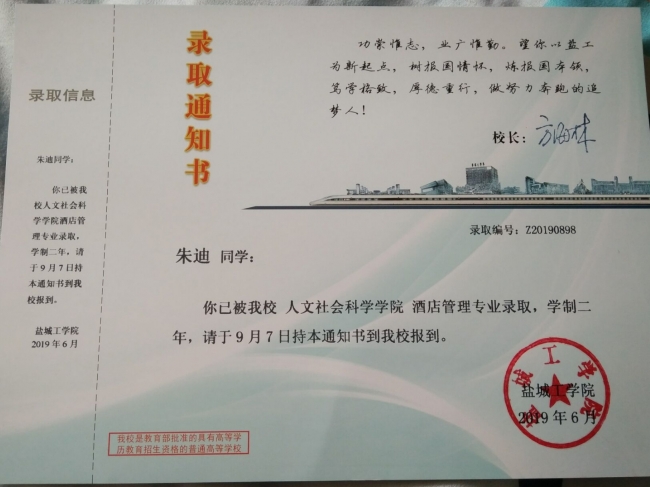 录取信息
朱迪同学：
你已被我
校人文社会科
学学院酒店管
理专业录取，
学制二年，请
于9月7日持
本通知书到我
校报到。
盐城工学院
2019年6月
录取通知书
功崇惟志，业广惟勤。望你以盐工
为新起点，树报国情怀，炼报国本领，
笃学格致，厚德重行，做努力奔跑的追
梦人！
校长：
录取编号：Z20190898
朱迪 同学：
你已被我校 人文社会科学学院 酒店管理专业录取，学制二
年，请于9月7日持本通知书到我校报到。
盐城工学院
盐城工学院
2019年6月
我校是教育部批准的具有高等学
历教育招生资格的普通高等学校